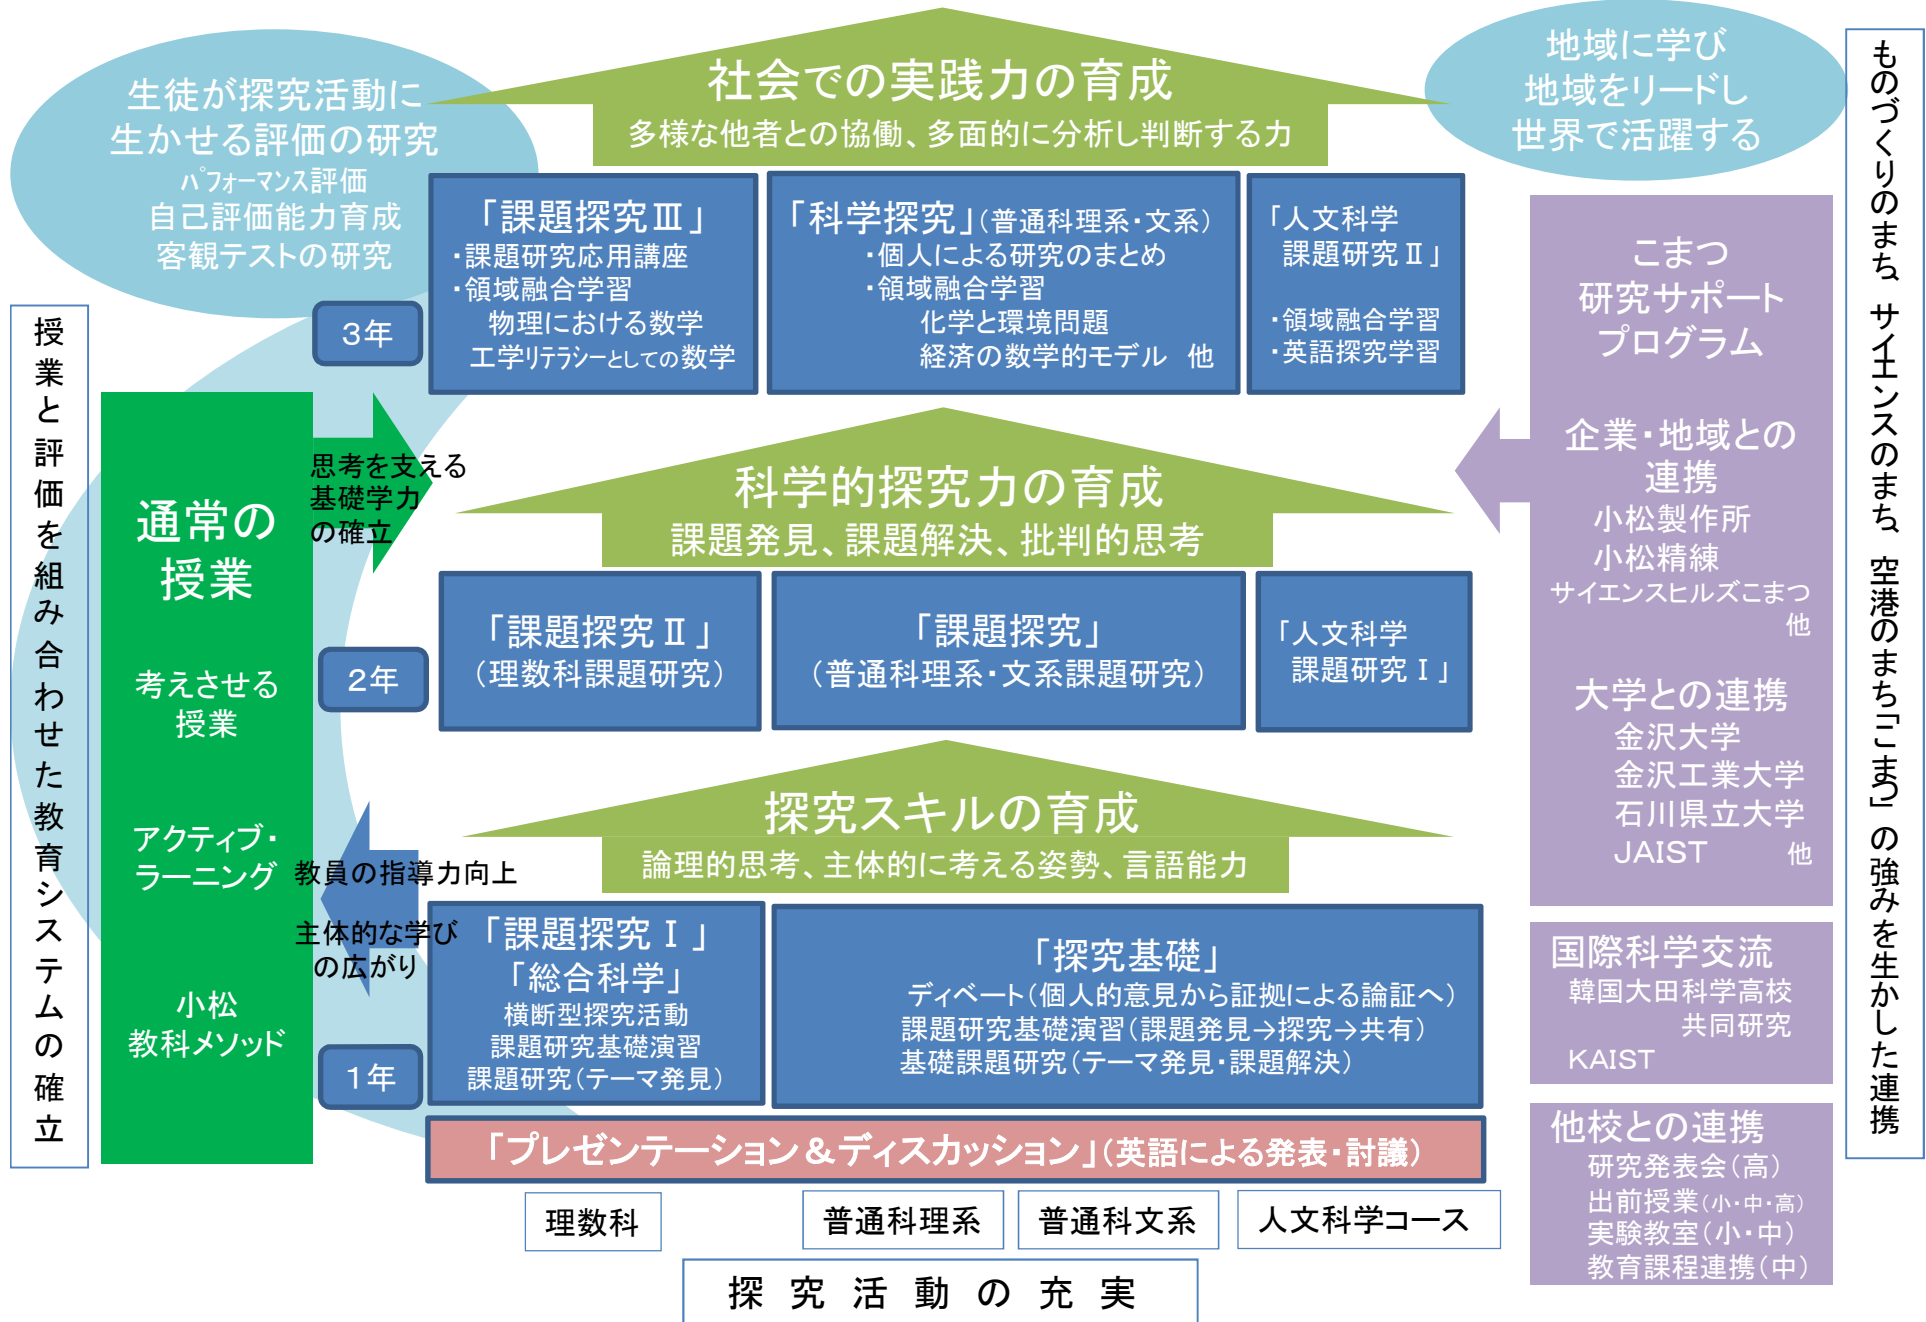 社会での実践力の育成
多様な他者との協働、多面的に分析し判断する力
生徒が探究活動に
生かせる評価の研究
パフォーマンス評価
自己評価能力育成
客観テストの研究
地域に学び
地域をリードし
世界で活躍する
ものづくりのまち、サイエンスのまち、空港のまち「こまつ」の強みを生かした連携
授業と評価を組み合わせた教育システムの確立
3年
「課題探究Ⅲ」
・課題研究応用講座
・領域融合学習
物理における数学
工学リテラシーとしての数学
「科学探究」(普通科理系・文系)
・個人による研究のまとめ
・領域融合学習
化学と環境問題
経済の数学的モデル 他
「人文科学
課題研究Ⅱ」
・領域融合学習
・英語探究学習
通常の
授業
考えさせる
授業
アクティブ・
ラーニング
小松
教科メソッド
思考を支える
基礎学力
の確立
科学的探究力の育成
課題発見、課題解決、批判的思考
2年
「課題探究Ⅱ」
(理数科課題研究)
「課題探究」
(普通科理系・文系課題研究)
「人文科学
課題研究Ⅰ」
探究スキルの育成
論理的思考、主体的に考える姿勢、言語能力
教員の指導力向上
主体的な学び
の広がり
1年
「課題探究Ⅰ」
「総合科学」
横断型探究活動
課題研究基礎演習
課題研究(テーマ発見)
「探究基礎」
ディベート(個人的意見から証拠による論証へ)
課題研究基礎演習(課題発見→探究→共有)
基礎課題研究(テーマ発見・課題解決)
「プレゼンテーション&ディスカッション」(英語による発表・討議)
理数科
普通科理系
普通科文系
人文科学コース
探究活動の充実
こまつ
研究サポート
プログラム
企業・地域との
連携
小松製作所
小松精練
サイエンスヒルズこまつ
他
大学との連携
金沢大学
金沢工業大学
石川県立大学
JAIST 他
国際科学交流
韓国大田科学高校
共同研究
KAIST
他校との連携
研究発表会(高)
出前授業(小・中・高)
実験教室(小・中)
教育課程連携(中)